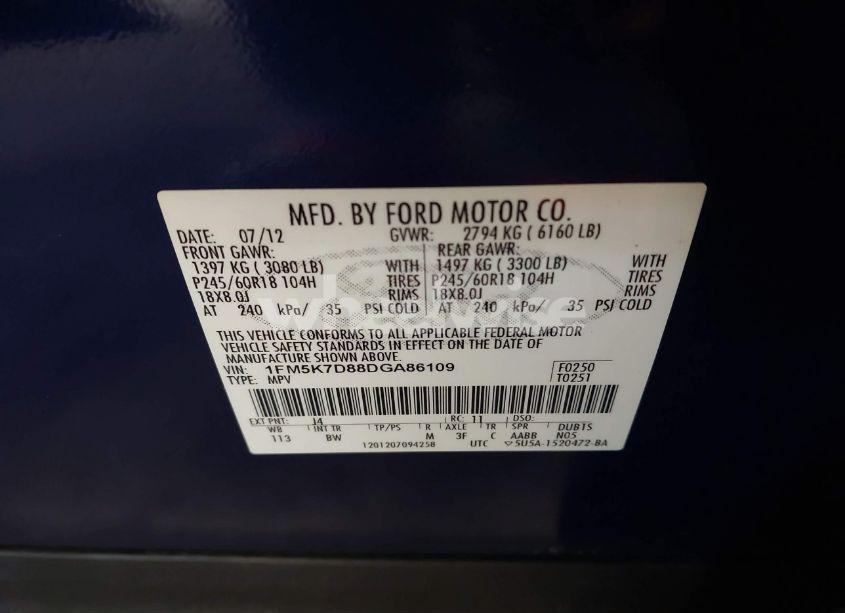 MFD. BY FORD MOTOR CO.
DATE: 07/12 GVWR: 2794 KG ( 6160 LB)
FRONT GAWR: REAR GAWR:
1397 KG ( 3080 LB) WITH 1497 KG ( 3300 LB) WITH
P245/60R18 104H TIRES P245/60R18 104H TIRES
18X8.0J RIMS 18X8.0J RIMS
AT 240 kPa/ 35 PSI COLD AT 240 kPa/ 35 PSI COLD
THIS VEHICLE CONFORMS TO ALL APPLICABLE FEDERAL MOTOR
VEHICLE SAFETY STANDARDS IN EFFECT ON THE DATE OF
MANUFACTURE SHOWN ABOVE.
VIN: 1FM5K7D88DGA86109 F0250
TYPE: MPV T0251
EXT PNT: J4 RC: 11 DSO:
WB INT TR TP/PS R AXLE TR SPR DUB1S
113 BW M 3F C AABB N05
1201207094258 UTC 5U5A-1520472-BA